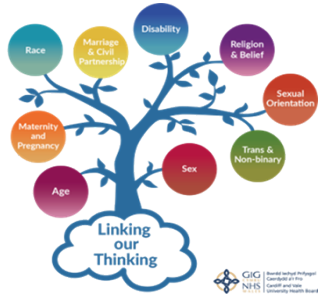 Disability
Race
Marriage
& Civil
Partnership
Religion
& Belief
Sexual
Orientation
Maternity
and
Pregnancy
Trans &
Non-binary
Age
Sex
Linking
our
Thinking
GIG
NHS
Bwrdd Iechyd Prifysgol
Caerdydd a'r Fro
Cardiff and Vale
University Health Board